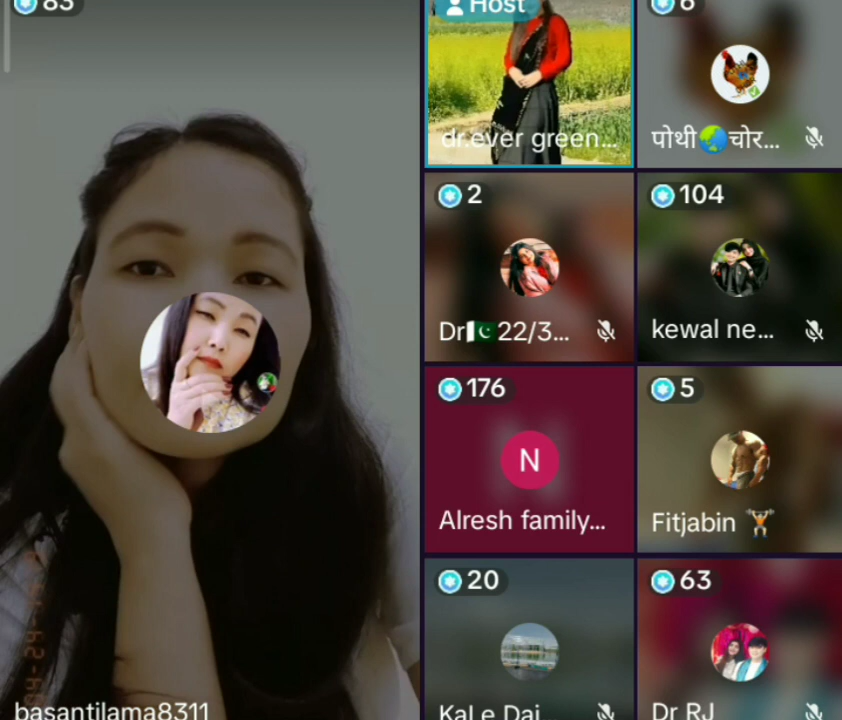 83
Host
6
dr.ever green...
पोथी🌏चोर...
2
104
Dr🇵🇰22/3...
kewal ne...
176
5
N
Alresh family...
Fitjabin 🏋
20
63
basantilama8311
KaLe Dai...
Dr RJ